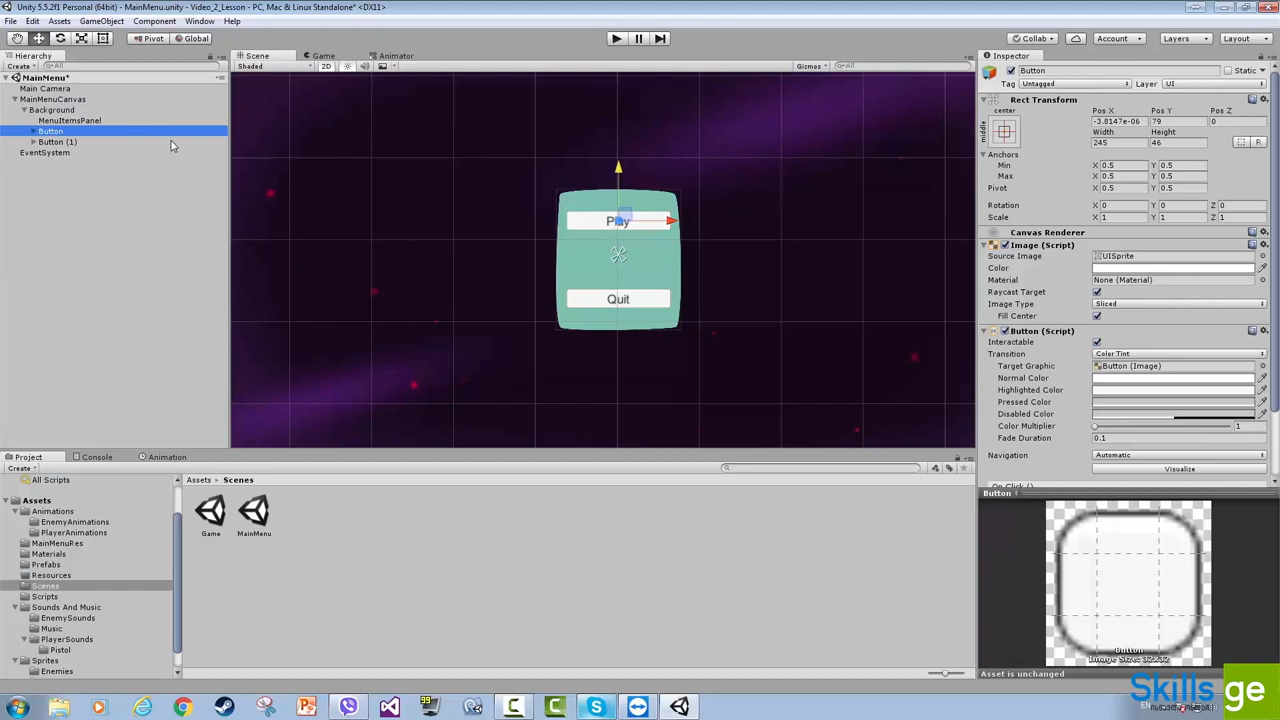 Unity 5.5.2f1 Personal (64bit) - MainMenu.unity - Video_2_Lesson - PC, Mac & Linux Standalone* <DX11>
File Edit Assets GameObject Component Window Help
Pivot Global Collab Account Layers Layout
Hierarchy Scene Game Animator Inspector
Create All Shaded 2D Gizmos All Button Static
Tag Untagged Layer UI
MainMenu*
Main Camera
MainMenuCanvas
Background
MenuItemsPanel
Button
Button (1)
EventSystem
Play
Quit
Rect Transform
center
middle
Pos X Pos Y Pos Z
-3.8147e-06 79 0
Width Height
245 46
R
Anchors
Min X 0.5 Y 0.5
Max X 0.5 Y 0.5
Pivot X 0.5 Y 0.5
Rotation X 0 Y 0 Z 0
Scale X 1 Y 1 Z 1
Canvas Renderer
Image (Script)
Source Image UISprite
Color
Material None (Material)
Raycast Target
Image Type Sliced
Fill Center
Button (Script)
Interactable
Transition Color Tint
Target Graphic Button (Image)
Normal Color
Highlighted Color
Pressed Color
Disabled Color
Color Multiplier 1
Fade Duration 0.1
Navigation Automatic
Visualize
On Click ()
Button
Button
Image Size: 32x32
Asset is unchanged
Project Console Animation
Create
All Scripts
Assets
Animations
EnemyAnimations
PlayerAnimations
MainMenuRes
Materials
Prefabs
Resources
Scenes
Scripts
Sounds And Music
EnemySounds
Music
PlayerSounds
Pistol
Sprites
Enemies
Assets Scenes
Game MainMenu
99
Skills ge